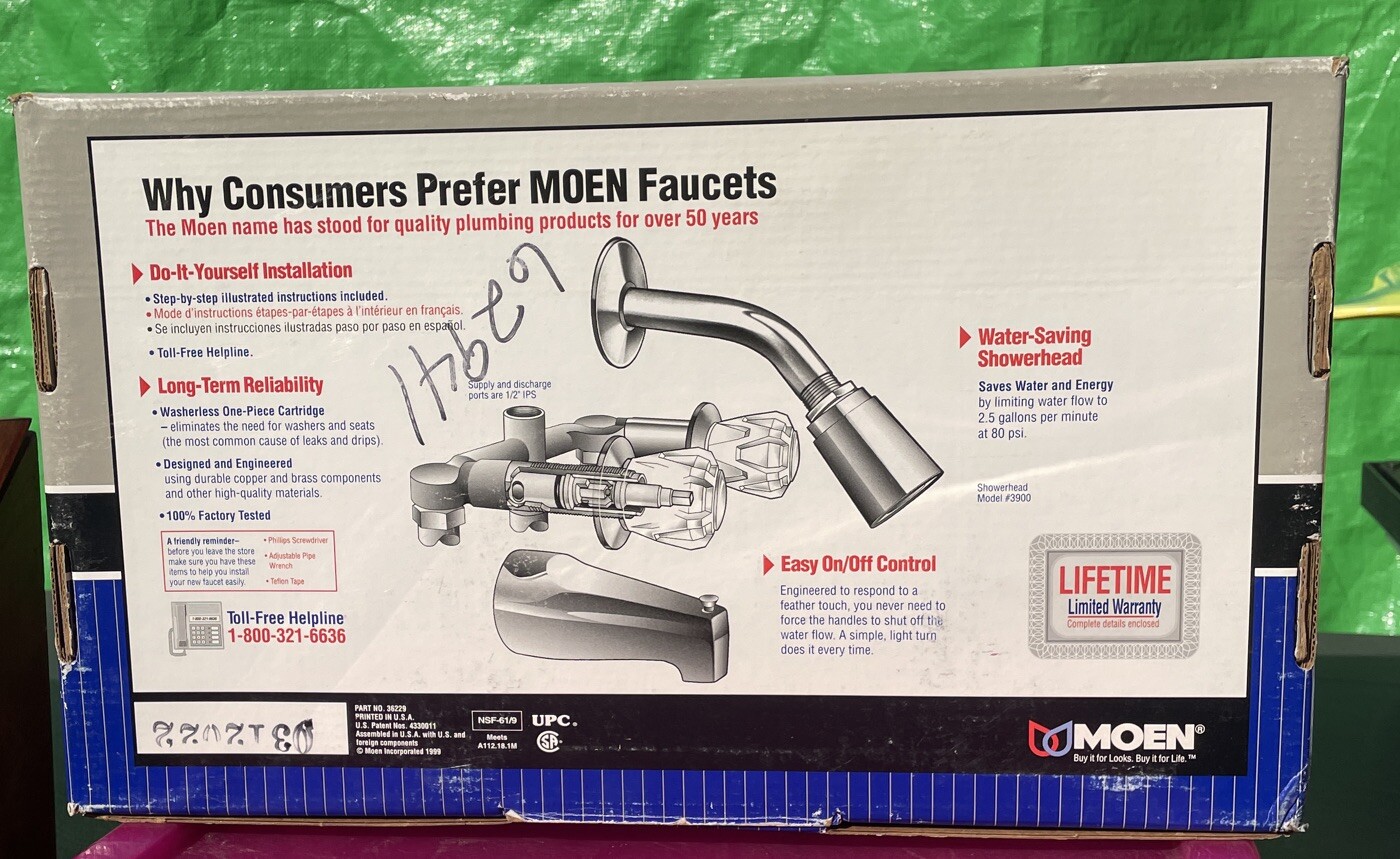 Why Consumers Prefer MOEN Faucets
The Moen name has stood for quality plumbing products for over 50 years
Do-It-Yourself Installation
• Step-by-step illustrated instructions included.
• Mode d'instructions étapes-par-étapes à l'intérieur en français.
• Se incluyen instrucciones ilustradas paso por paso en español.
• Toll-Free Helpline.
Long-Term Reliability
• Washerless One-Piece Cartridge
– eliminates the need for washers and seats
(the most common cause of leaks and drips).
• Designed and Engineered
using durable copper and brass components
and other high-quality materials.
• 100% Factory Tested
A friendly reminder–
before you leave the store
make sure you have these
items to help you install
your new faucet easily.
• Phillips Screwdriver
• Adjustable Pipe
Wrench
• Teflon Tape
1-800-321-6636
Toll-Free Helpline
1-800-321-6636
Supply and discharge
ports are 1/2" IPS
Water-Saving
Showerhead
Saves Water and Energy
by limiting water flow to
2.5 gallons per minute
at 80 psi.
Showerhead
Model #3900
Easy On/Off Control
Engineered to respond to a
feather touch, you never need to
force the handles to shut off the
water flow. A simple, light turn
does it every time.
LIFETIME
Limited Warranty
Complete details enclosed
PART NO. 36229
PRINTED IN U.S.A.
U.S. Patent Nos. 4330011
Assembled in U.S.A. with U.S. and
foreign components
© Moen Incorporated 1999
NSF-61/9
Meets
A112.18.1M
UPC®
SA®
MOEN®
Buy it for Looks. Buy it for Life.™